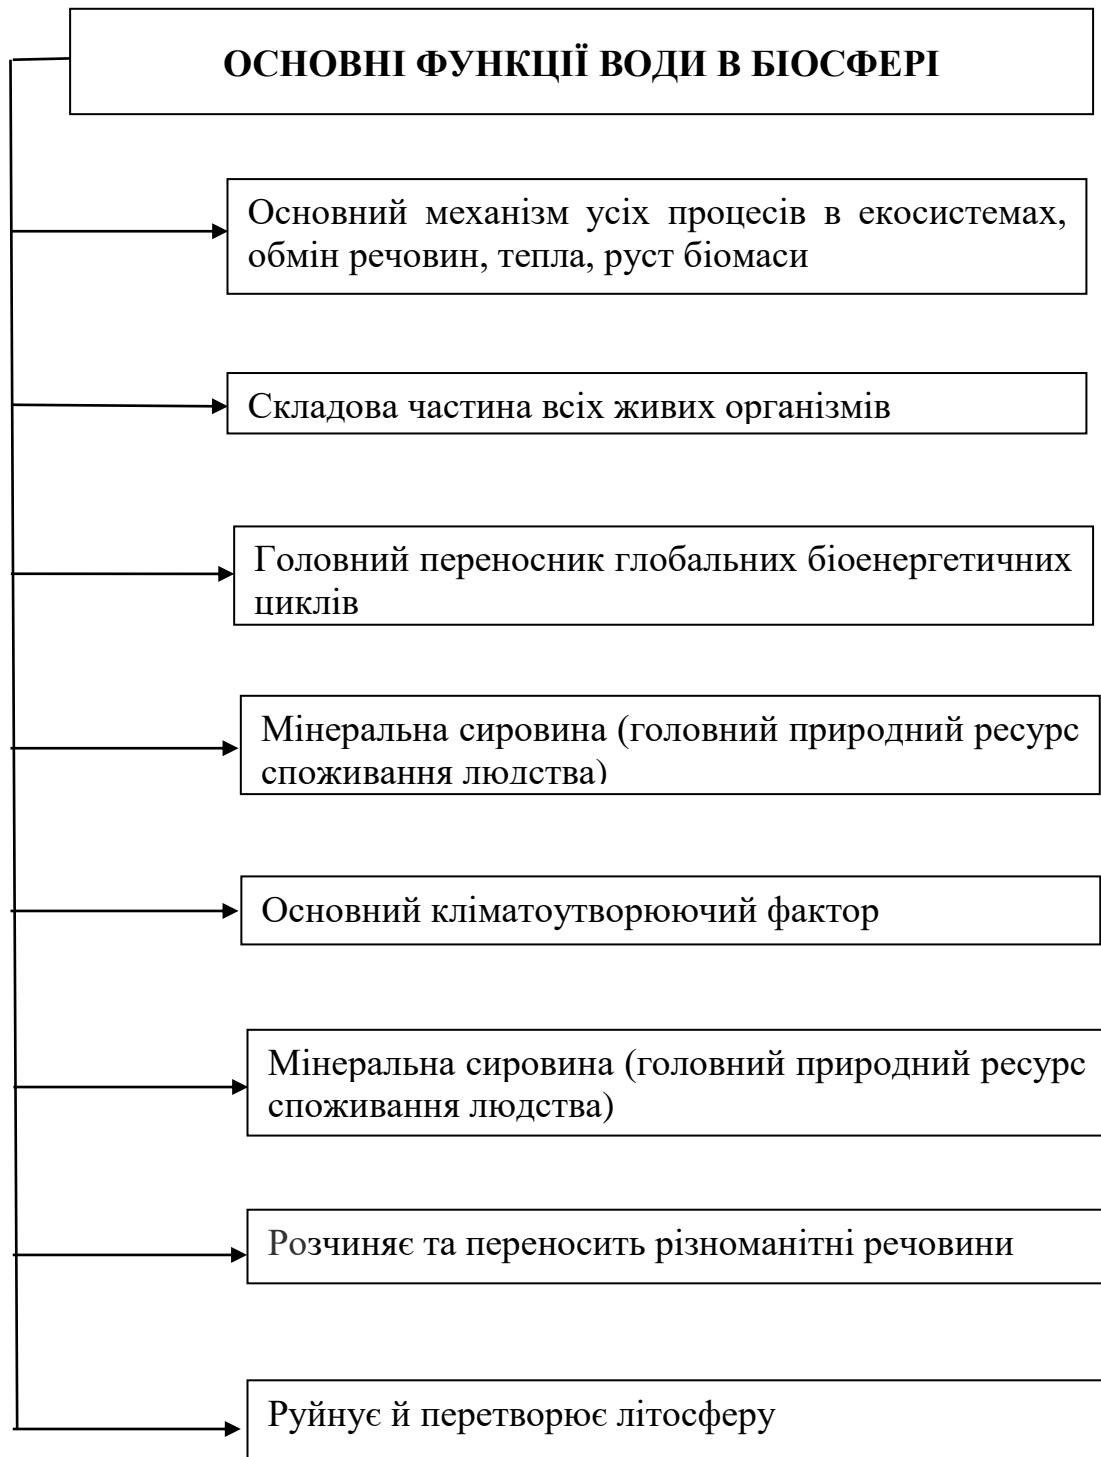 ОСНОВНІ ФУНКЦІЇ ВОДИ В БІОСФЕРІ
Основний механізм усіх процесів в екосистемах,
обмін речовин, тепла, руст біомаси
Складова частина всіх живих організмів
Головний переносник глобальних біоенергетичних
циклів
Мінеральна сировина (головний природний ресурс
споживання людства)
Основний кліматоутворюючий фактор
Мінеральна сировина (головний природний ресурс
споживання людства)
Розчиняє та переносить різноманітні речовини
Руйнує й перетворює літосферу